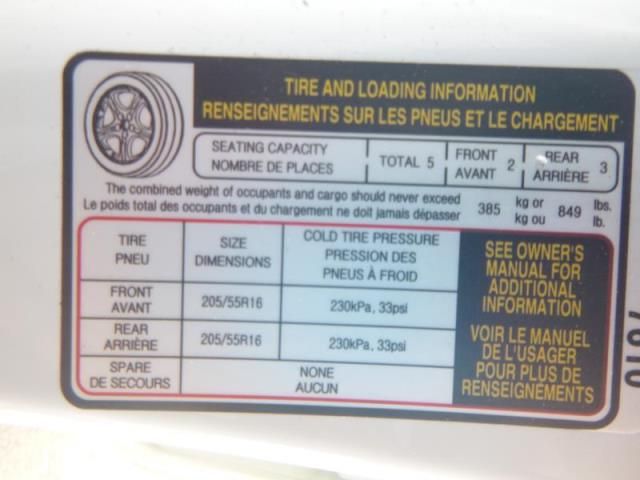 TIRE AND LOADING INFORMATION
RENSEIGNEMENTS SUR LES PNEUS ET LE CHARGEMENT
SEATING CAPACITY
NOMBRE DE PLACES
TOTAL 5
FRONT
AVANT
2
REAR
ARRIÈRE
3
The combined weight of occupants and cargo should never exceed
Le poids total des occupants et du chargement ne doit jamais dépasser
385
kg or
kg ou
849
lbs.
lb.
TIRE
PNEU
SIZE
DIMENSIONS
COLD TIRE PRESSURE
PRESSION DES
PNEUS À FROID
SEE OWNER'S
MANUAL FOR
ADDITIONAL
INFORMATION
FRONT
AVANT
205/55R16
230kPa, 33psi
REAR
ARRIÈRE
205/55R16
230kPa, 33psi
VOIR LE MANUEL
DE L'USAGER
POUR PLUS DE
RENSEIGNEMENTS
SPARE
DE SECOURS
NONE
AUCUN